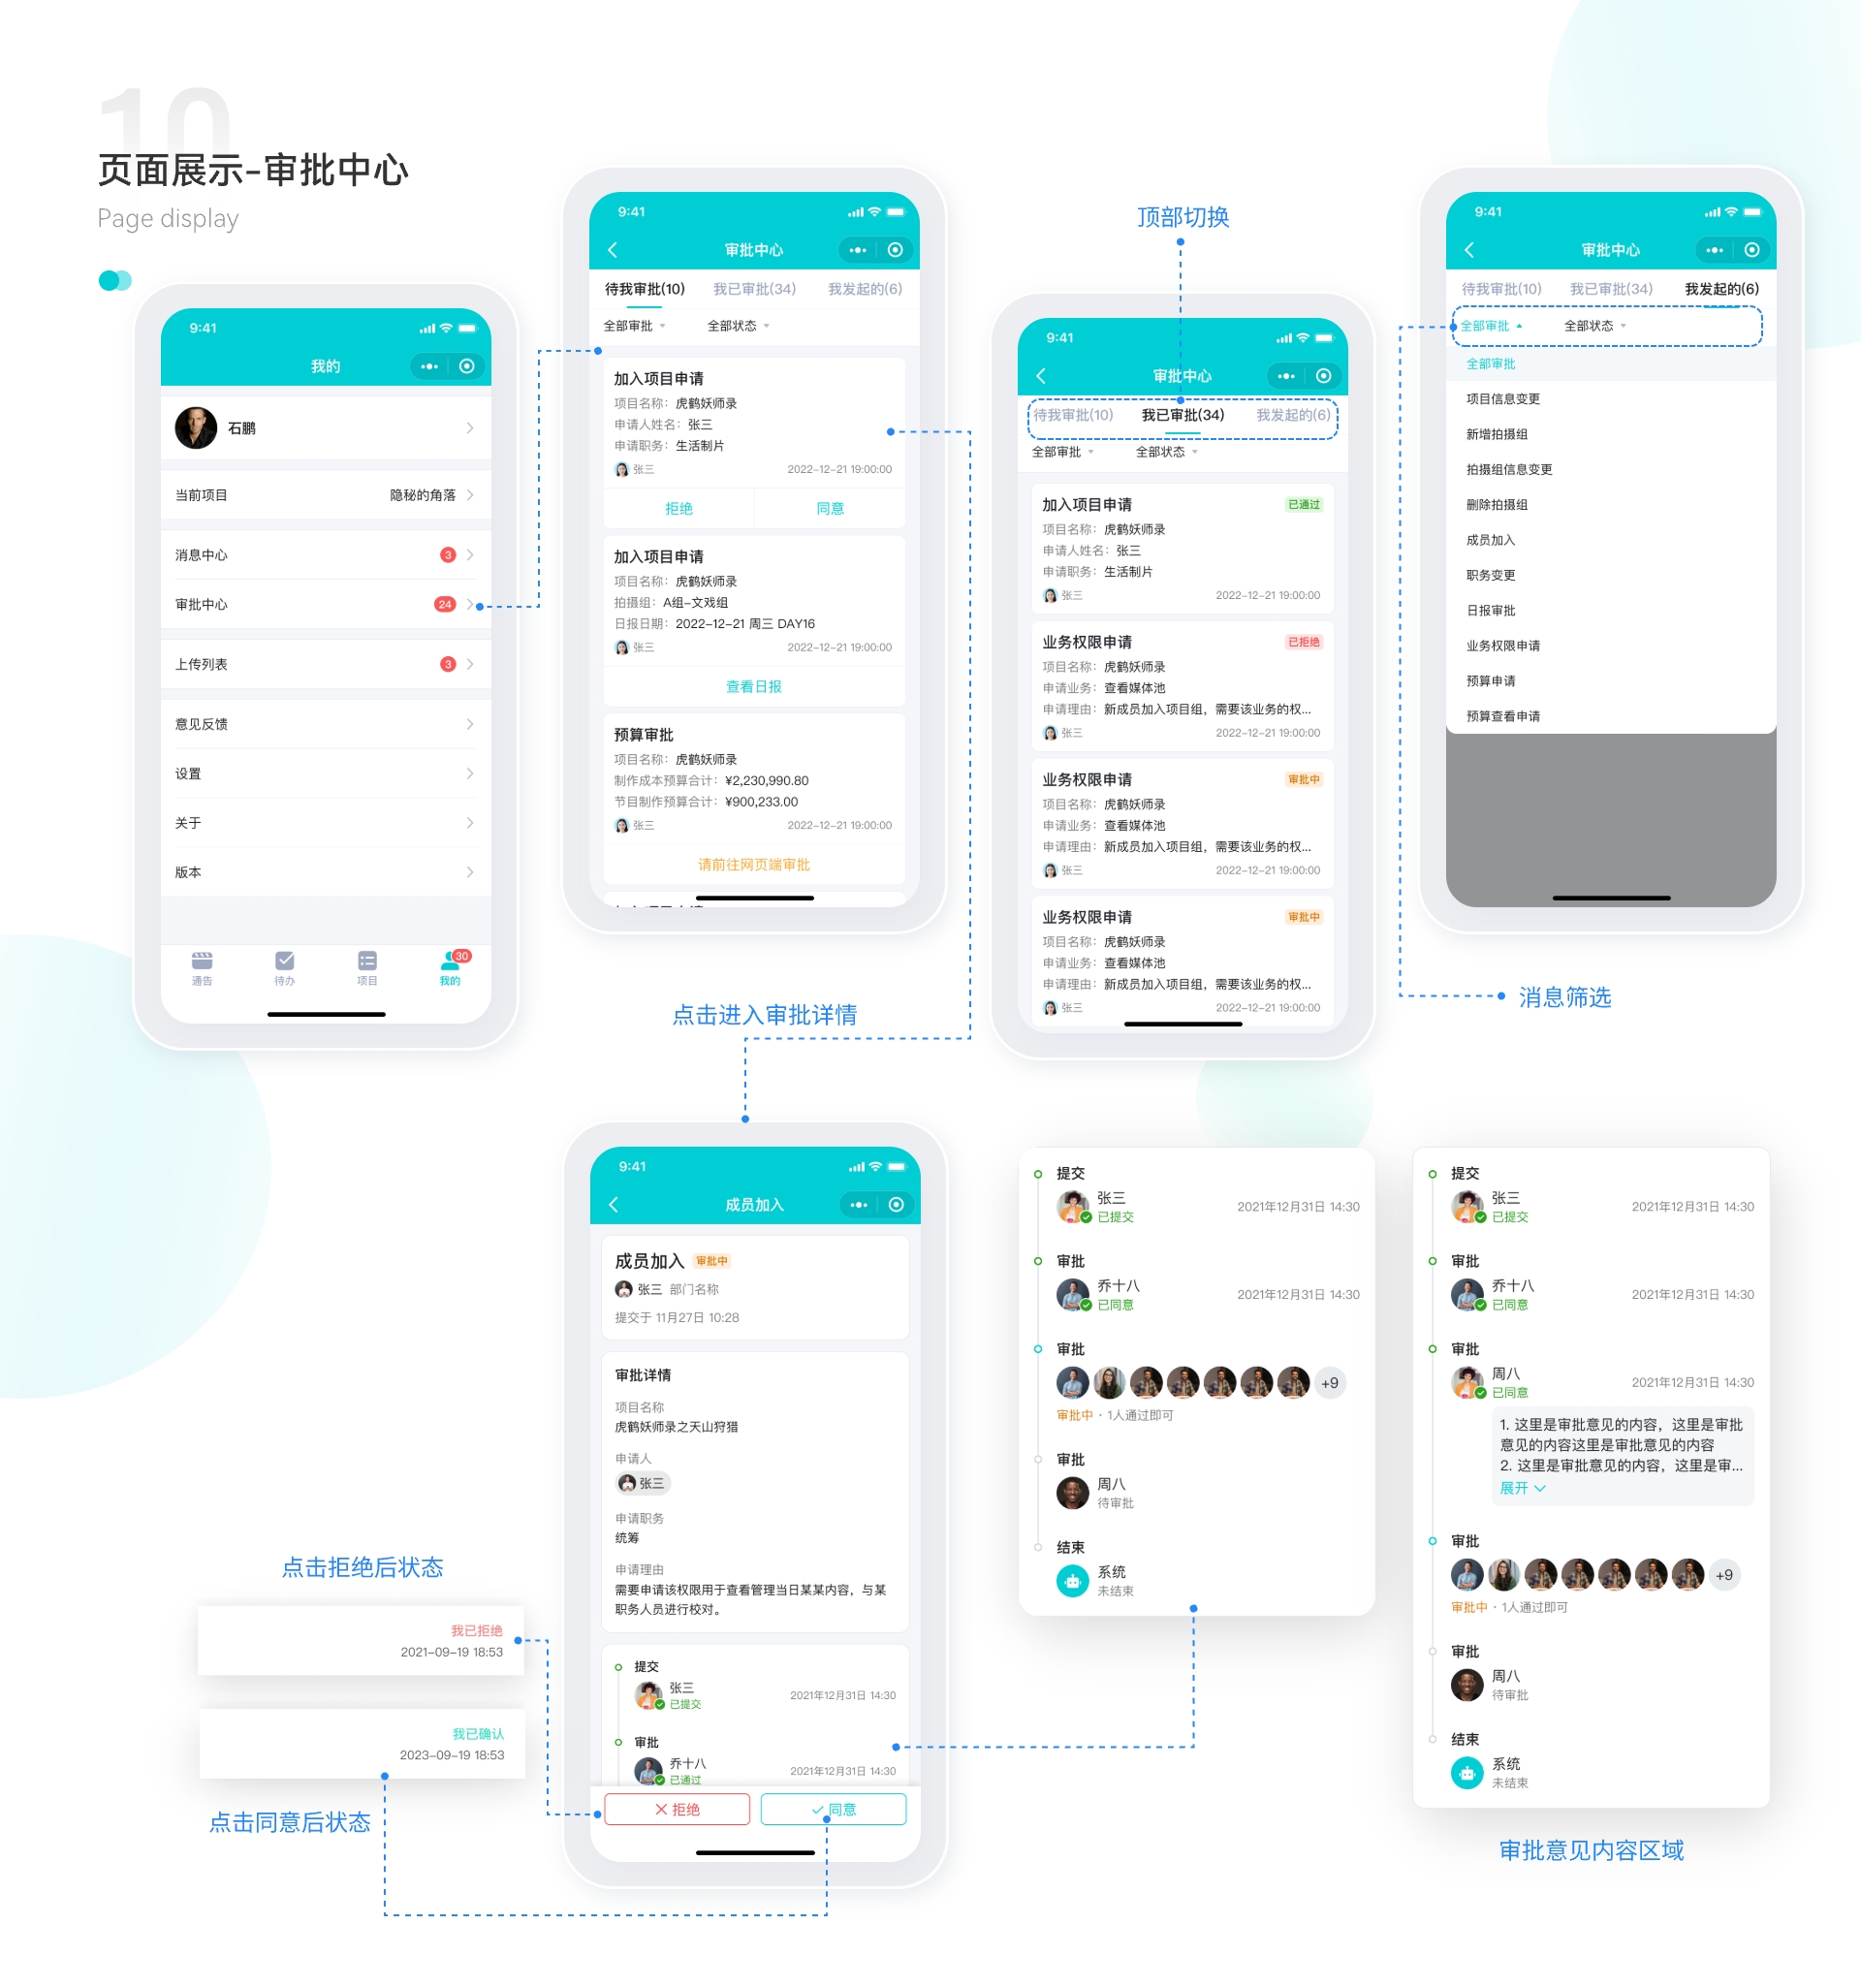 10
页面展示-审批中心
Page display
9:41
我的
石鹏
当前项目 隐秘的角落
消息中心 3
审批中心 24
上传列表 3
意见反馈
设置
关于
版本
通告 待办 项目 我的 30
9:41
审批中心
待我审批(10) 我已审批(34) 我发起的(6)
全部审批 全部状态
加入项目申请
项目名称：虎鹤妖师录
申请人姓名：张三
申请职务：生活制片
张三 2022-12-21 19:00:00
拒绝 同意
加入项目申请
项目名称：虎鹤妖师录
拍摄组：A组-文戏组
日报日期：2022-12-21 周三 DAY16
张三 2022-12-21 19:00:00
查看日报
预算审批
项目名称：虎鹤妖师录
制作成本预算合计：¥2,230,990.80
节目制作预算合计：¥900,233.00
张三 2022-12-21 19:00:00
请前往网页端审批
顶部切换
9:41
审批中心
待我审批(10) 我已审批(34) 我发起的(6)
全部审批 全部状态
加入项目申请 已通过
项目名称：虎鹤妖师录
申请人姓名：张三
申请职务：生活制片
张三 2022-12-21 19:00:00
业务权限申请 已拒绝
项目名称：虎鹤妖师录
申请业务：查看媒体池
申请理由：新成员加入项目组，需要该业务的权...
张三 2022-12-21 19:00:00
业务权限申请 审批中
项目名称：虎鹤妖师录
申请业务：查看媒体池
申请理由：新成员加入项目组，需要该业务的权...
张三 2022-12-21 19:00:00
业务权限申请 审批中
项目名称：虎鹤妖师录
申请业务：查看媒体池
申请理由：新成员加入项目组，需要该业务的权...
张三 2022-12-21 19:00:00
9:41
审批中心
待我审批(10) 我已审批(34) 我发起的(6)
全部审批 全部状态
全部审批
项目信息变更
新增拍摄组
拍摄组信息变更
删除拍摄组
成员加入
职务变更
日报审批
业务权限申请
预算申请
预算查看申请
消息筛选
点击进入审批详情
9:41
成员加入
成员加入 审批中
张三 部门名称
提交于 11月27日 10:28
审批详情
项目名称
虎鹤妖师录之天山狩猎
申请人
张三
申请职务
统筹
申请理由
需要申请该权限用于查看管理当日某某内容，与某
职务人员进行校对。
提交
张三
已提交
2021年12月31日 14:30
审批
乔十八
已通过
2021年12月31日 14:30
拒绝 同意
点击拒绝后状态
我已拒绝
2021-09-19 18:53
我已确认
2023-09-19 18:53
点击同意后状态
提交
张三
已提交
2021年12月31日 14:30
审批
乔十八
已同意
2021年12月31日 14:30
审批
+9
审批中 · 1人通过即可
审批
周八
待审批
结束
系统
未结束
提交
张三
已提交
2021年12月31日 14:30
审批
乔十八
已同意
2021年12月31日 14:30
审批
周八
已同意
2021年12月31日 14:30
1. 这里是审批意见的内容，这里是审批
意见的内容这里是审批意见的内容
2. 这里是审批意见的内容，这里是审...
展开
审批
+9
审批中 · 1人通过即可
审批
周八
待审批
结束
系统
未结束
审批意见内容区域